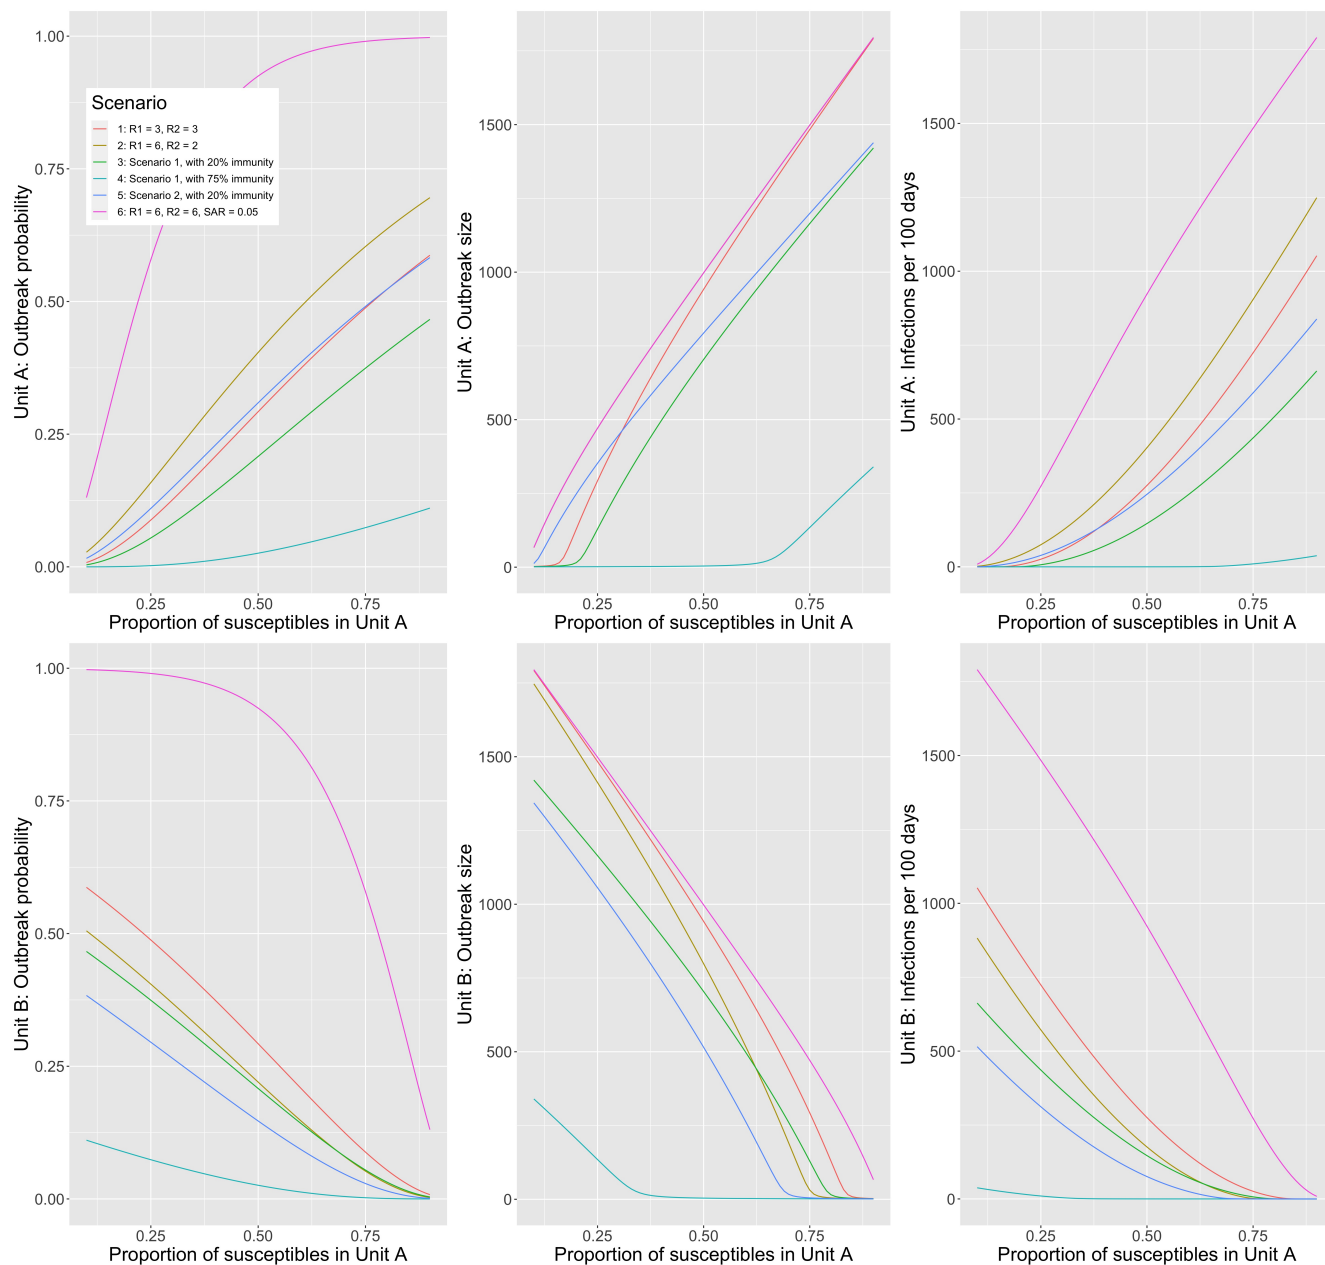 Unit A: Outbreak probability
1.00
0.75
0.50
0.25
0.00
Scenario
1: R1 = 3, R2 = 3
2: R1 = 6, R2 = 2
3: Scenario 1, with 20% immunity
4: Scenario 1, with 75% immunity
5: Scenario 2, with 20% immunity
6: R1 = 6, R2 = 6, SAR = 0.05
0.25 0.50 0.75
Proportion of susceptibles in Unit A
Unit A: Outbreak size
1500
1000
500
0
0.25 0.50 0.75
Proportion of susceptibles in Unit A
Unit A: Infections per 100 days
1500
1000
500
0
0.25 0.50 0.75
Proportion of susceptibles in Unit A
Unit B: Outbreak probability
1.00
0.75
0.50
0.25
0.00
0.25 0.50 0.75
Proportion of susceptibles in Unit A
Unit B: Outbreak size
1500
1000
500
0
0.25 0.50 0.75
Proportion of susceptibles in Unit A
Unit B: Infections per 100 days
1500
1000
500
0
0.25 0.50 0.75
Proportion of susceptibles in Unit A